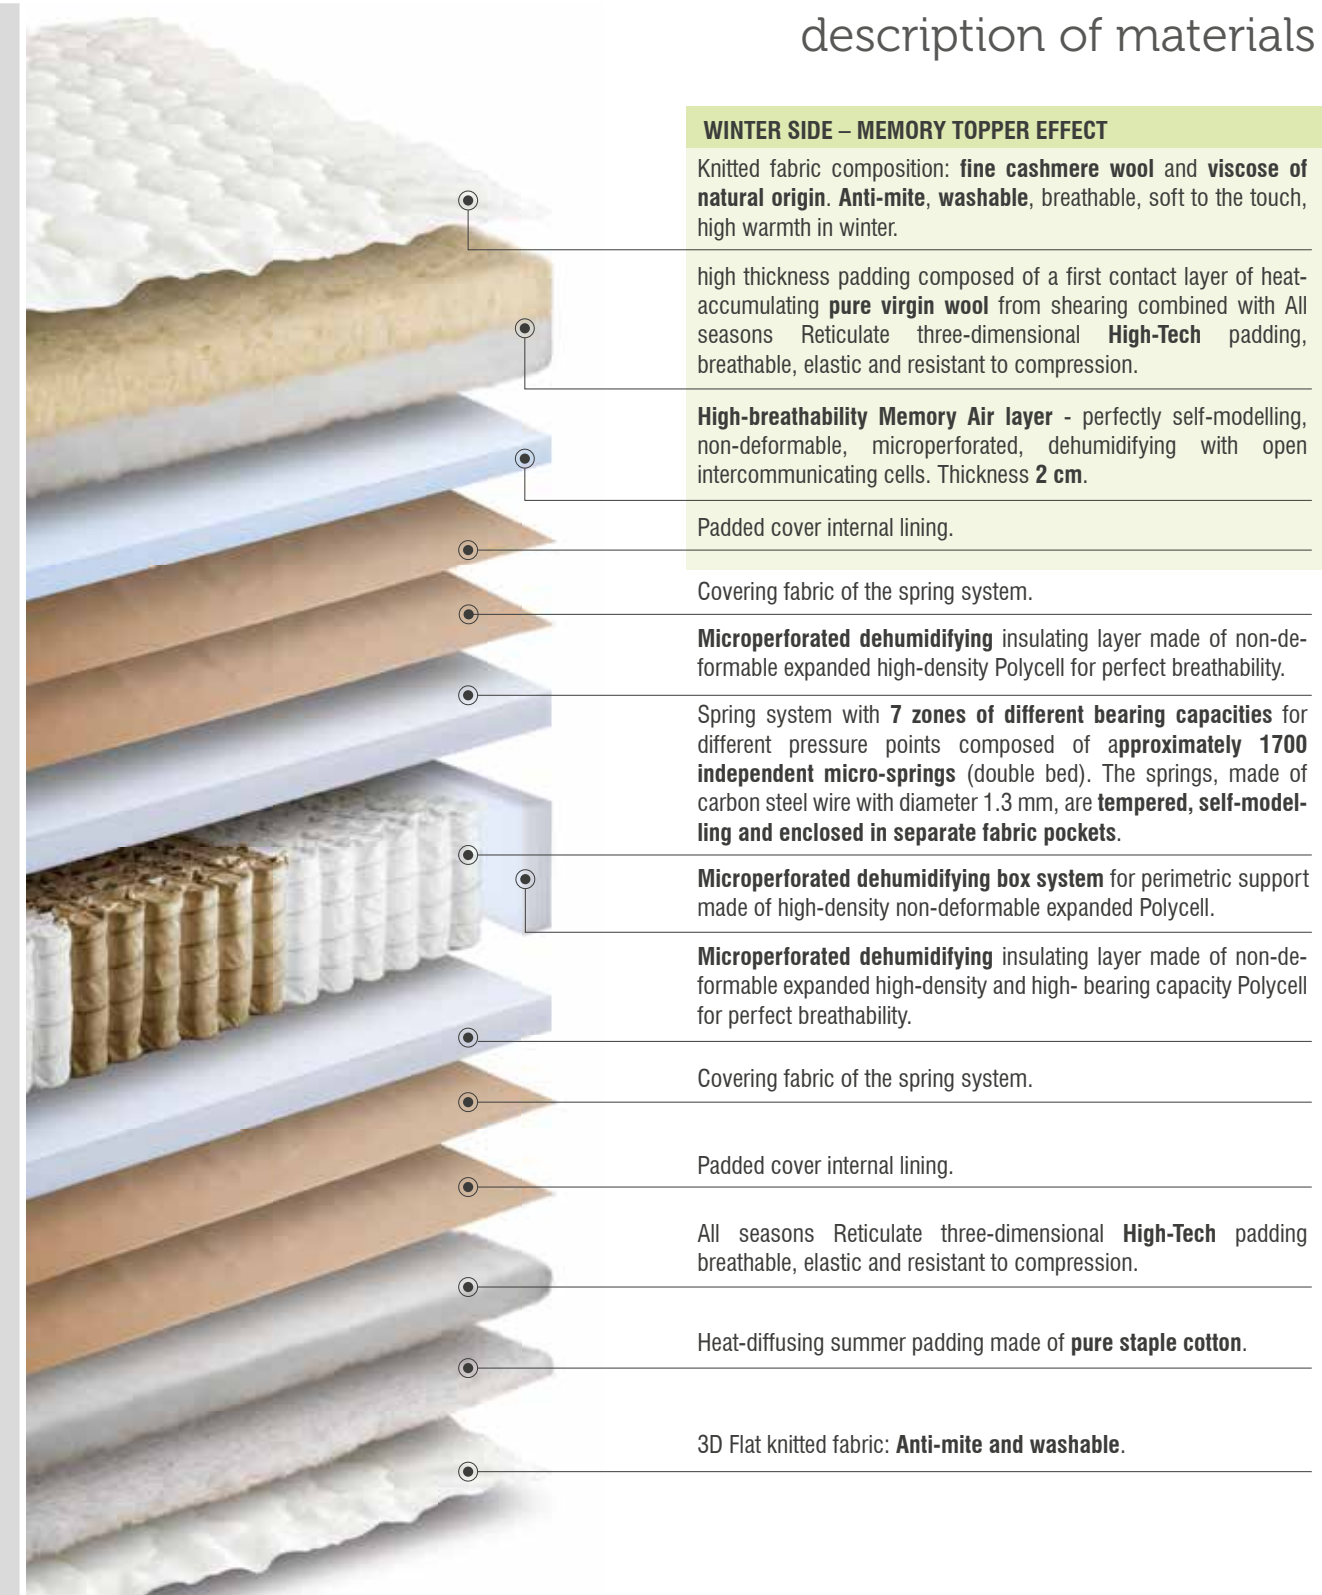 description of materials
WINTER SIDE – MEMORY TOPPER EFFECT
Knitted fabric composition: fine cashmere wool and viscose of
natural origin. Anti-mite, washable, breathable, soft to the touch,
high warmth in winter.
high thickness padding composed of a first contact layer of heat-
accumulating pure virgin wool from shearing combined with All
seasons Reticulate three-dimensional High-Tech padding,
breathable, elastic and resistant to compression.
High-breathability Memory Air layer - perfectly self-modelling,
non-deformable, microperforated, dehumidifying with open
intercommunicating cells. Thickness 2 cm.
Padded cover internal lining.
Covering fabric of the spring system.
Microperforated dehumidifying insulating layer made of non-de-
formable expanded high-density Polycell for perfect breathability.
Spring system with 7 zones of different bearing capacities for
different pressure points composed of approximately 1700
independent micro-springs (double bed). The springs, made of
carbon steel wire with diameter 1.3 mm, are tempered, self-model-
ling and enclosed in separate fabric pockets.
Microperforated dehumidifying box system for perimetric support
made of high-density non-deformable expanded Polycell.
Microperforated dehumidifying insulating layer made of non-de-
formable expanded high-density and high- bearing capacity Polycell
for perfect breathability.
Covering fabric of the spring system.
Padded cover internal lining.
All seasons Reticulate three-dimensional High-Tech padding
breathable, elastic and resistant to compression.
Heat-diffusing summer padding made of pure staple cotton.
3D Flat knitted fabric: Anti-mite and washable.